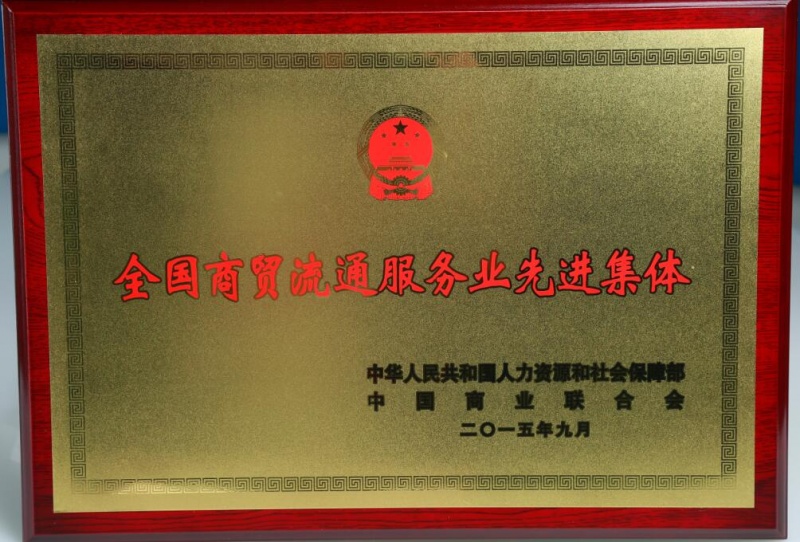 全国商贸流通服务业先进集体
中华人民共和国人力资源和社会保障部
中国商业联合会
二〇一五年九月